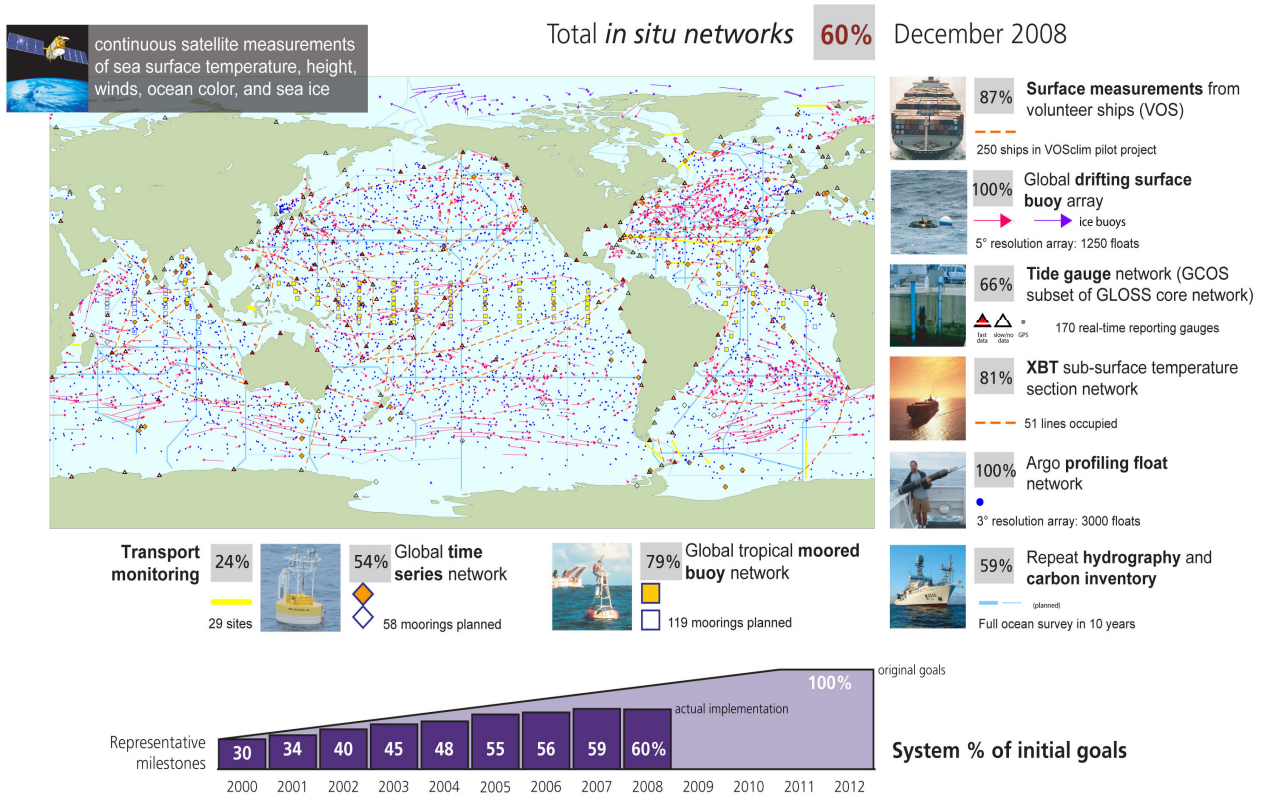 continuous satellite measurements
of sea surface temperature, height,
winds, ocean color, and sea ice
Total in situ networks 60% December 2008
87% Surface measurements from
volunteer ships (VOS)
250 ships in VOSclim pilot project
100% Global drifting surface
buoy array
ice buoys
5° resolution array: 1250 floats
66% Tide gauge network (GCOS
subset of GLOSS core network)
fast
data
slow/no
data
GPS
170 real-time reporting gauges
81% XBT sub-surface temperature
section network
51 lines occupied
100% Argo profiling float
network
3° resolution array: 3000 floats
59% Repeat hydrography and
carbon inventory
(planned)
Full ocean survey in 10 years
Transport
monitoring
24%
29 sites
54% Global time
series network
58 moorings planned
79% Global tropical moored
buoy network
119 moorings planned
original goals
100%
actual implementation
Representative
milestones
30 34 40 45 48 55 56 59 60%
System % of initial goals
2000 2001 2002 2003 2004 2005 2006 2007 2008 2009 2010 2011 2012